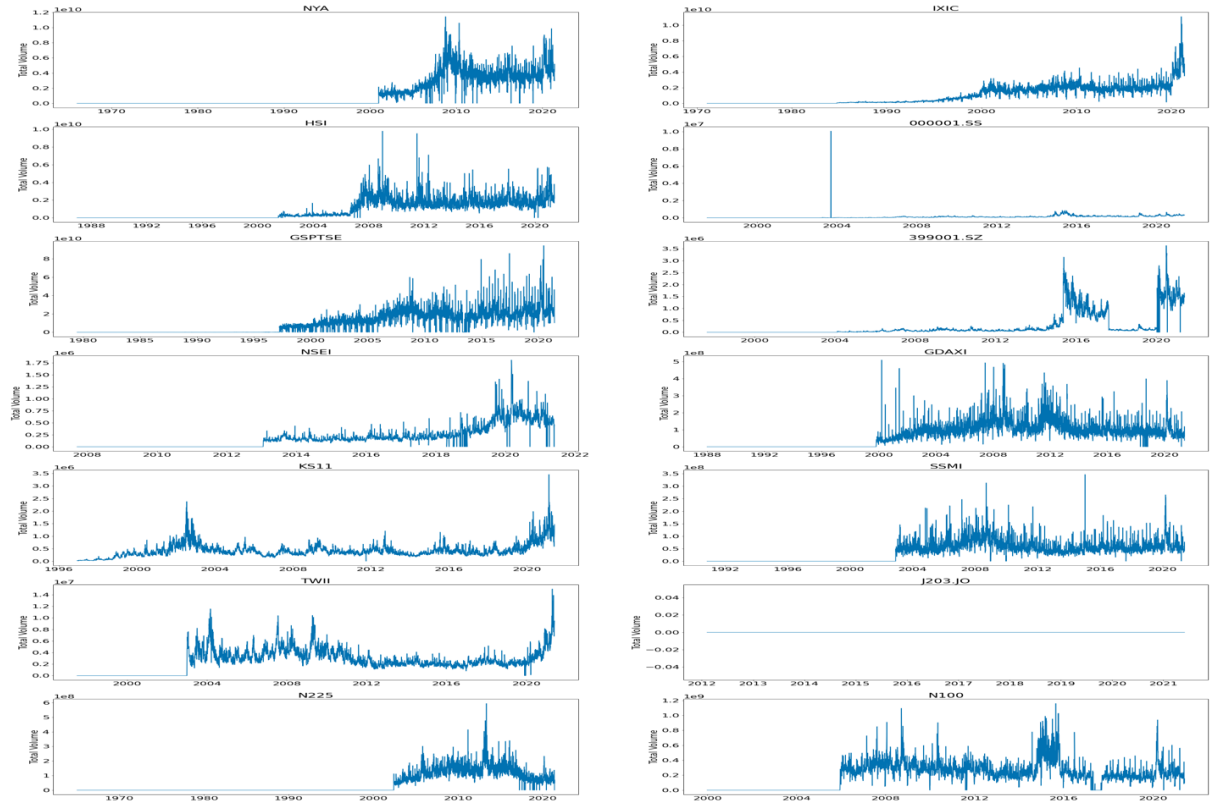 NYA
1e10
Total Volume
1.2
1.0
0.8
0.6
0.4
0.2
0.0
1970 1980 1990 2000 2010 2020
IXIC
1e10
Total Volume
1.0
0.8
0.6
0.4
0.2
0.0
1970 1980 1990 2000 2010 2020
HSI
1e10
Total Volume
1.0
0.8
0.6
0.4
0.2
0.0
1988 1992 1996 2000 2004 2008 2012 2016 2020
000001.SS
1e7
Total Volume
1.0
0.8
0.6
0.4
0.2
0.0
2000 2004 2008 2012 2016 2020
GSPTSE
1e10
Total Volume
8
6
4
2
0
1980 1985 1990 1995 2000 2005 2010 2015 2020
399001.SZ
1e6
Total Volume
3.5
3.0
2.5
2.0
1.5
1.0
0.5
0.0
2000 2004 2008 2012 2016 2020
NSEI
1e6
Total Volume
1.75
1.50
1.25
1.00
0.75
0.50
0.25
0.00
2008 2010 2012 2014 2016 2018 2020 2022
GDAXI
1e8
Total Volume
5
4
3
2
1
0
1988 1992 1996 2000 2004 2008 2012 2016 2020
KS11
1e6
Total Volume
3.5
3.0
2.5
2.0
1.5
1.0
0.5
0.0
1996 2000 2004 2008 2012 2016 2020
SSMI
1e8
Total Volume
3.5
3.0
2.5
2.0
1.5
1.0
0.5
0.0
1992 1996 2000 2004 2008 2012 2016 2020
TWII
1e7
Total Volume
1.4
1.2
1.0
0.8
0.6
0.4
0.2
0.0
2000 2004 2008 2012 2016 2020
J203.JO
Total Volume
0.04
0.02
0.00
−0.02
−0.04
2012 2013 2014 2015 2016 2017 2018 2019 2020 2021
N225
1e8
Total Volume
6
5
4
3
2
1
0
1970 1980 1990 2000 2010 2020
N100
1e9
Total Volume
1.2
1.0
0.8
0.6
0.4
0.2
0.0
2000 2004 2008 2012 2016 2020